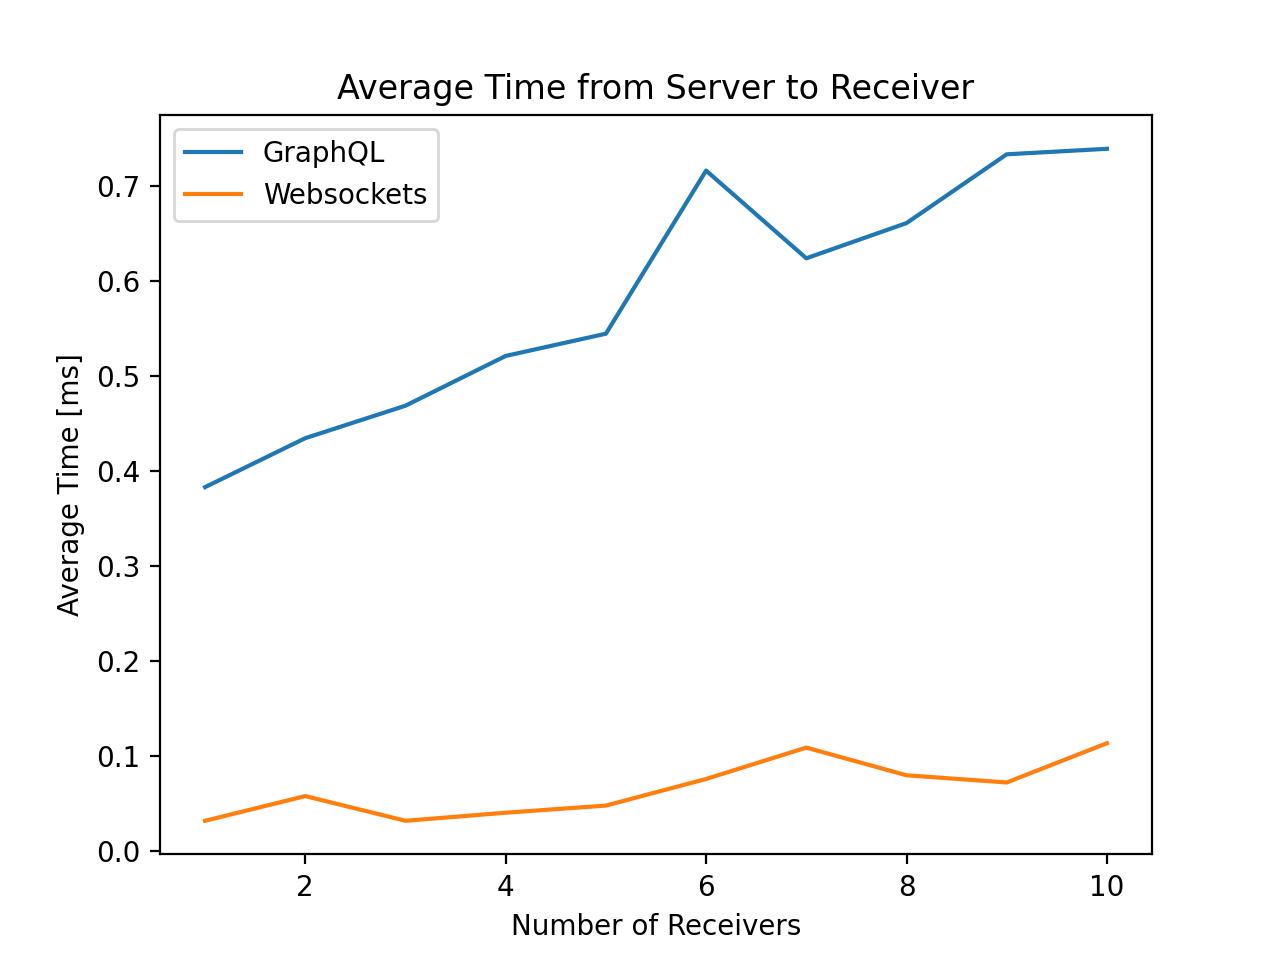 Average Time from Server to Receiver
GraphQL
Websockets
Average Time [ms]
0.7
0.6
0.5
0.4
0.3
0.2
0.1
0.0
2 4 6 8 10
Number of Receivers